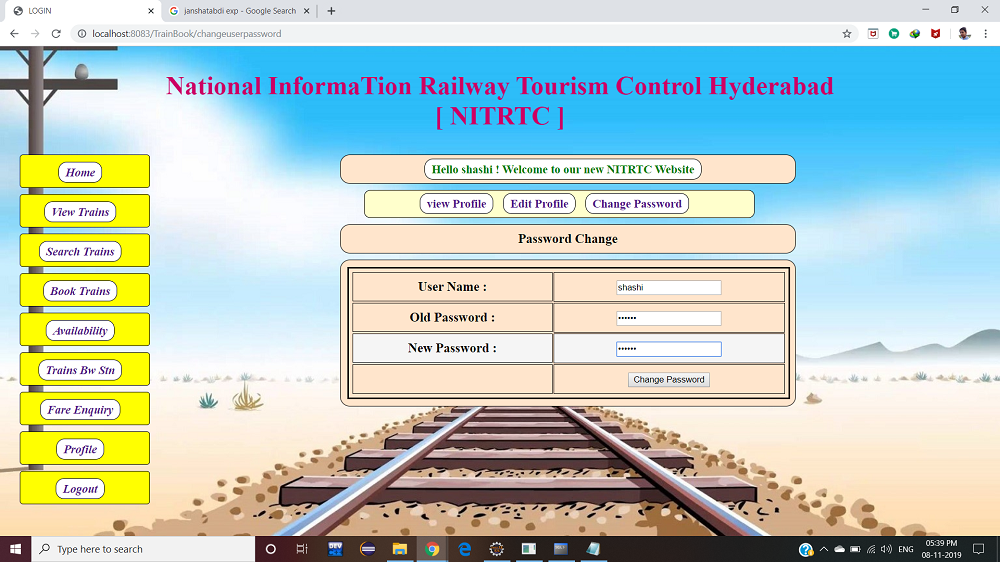 LOGIN
janshatabdi exp - Google Search
localhost:8083/TrainBook/changeuserpassword
National InformaTion Railway Tourism Control Hyderabad
[ NITRTC ]
Home
View Trains
Search Trains
Book Trains
Availability
Trains Bw Stn
Fare Enquiry
Profile
Logout
Hello shashi ! Welcome to our new NITRTC Website
view Profile Edit Profile Change Password
Password Change
User Name : shashi
Old Password : ••••••
New Password : ••••••
Change Password
Type here to search
DEV
ENG
05:39 PM
08-11-2019